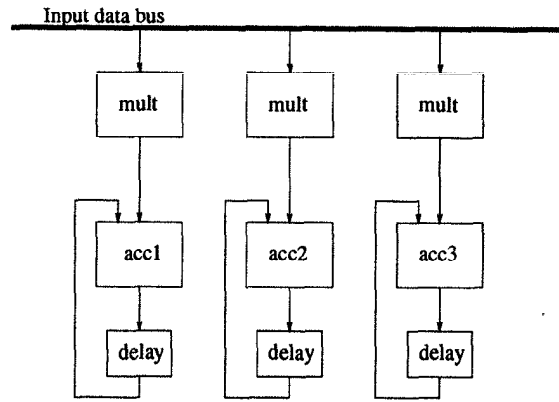 Input data bus
mult mult mult
acc1 acc2 acc3
delay delay delay